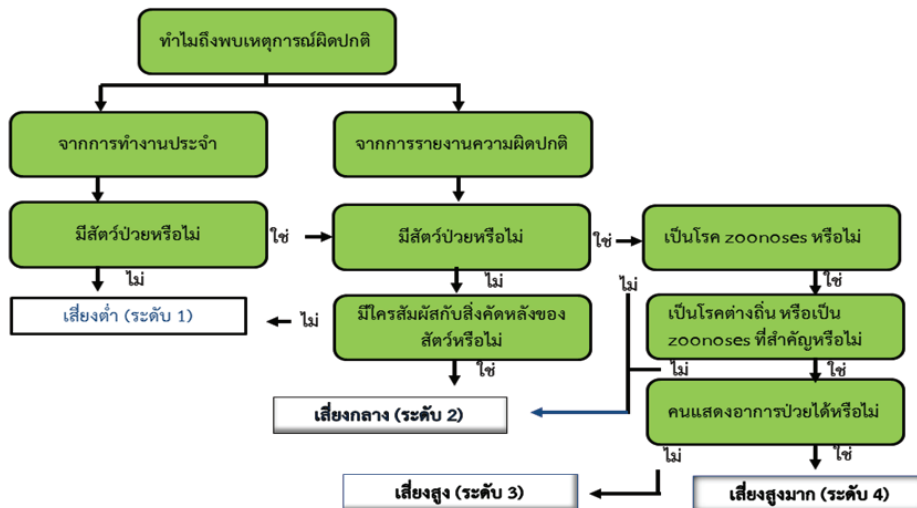 ทำไมถึงพบเหตุการณ์ผิดปกติ
จากการทำงานประจำ
จากการรายงานความผิดปกติ
มีสัตว์ป่วยหรือไม่
ใช่
มีสัตว์ป่วยหรือไม่
ใช่
เป็นโรค zoonoses หรือไม่
ไม่
ไม่
ไม่
ใช่
เสี่ยงต่ำ (ระดับ 1)
ไม่
มีใครสัมผัสกับสิ่งคัดหลังของ
สัตว์หรือไม่
เป็นโรคต่างถิ่น หรือเป็น
zoonoses ที่สำคัญหรือไม่
ใช่
ไม่
ใช่
เสี่ยงกลาง (ระดับ 2)
คนแสดงอาการป่วยได้หรือไม่
ไม่
ใช่
เสี่ยงสูง (ระดับ 3)
เสี่ยงสูงมาก (ระดับ 4)